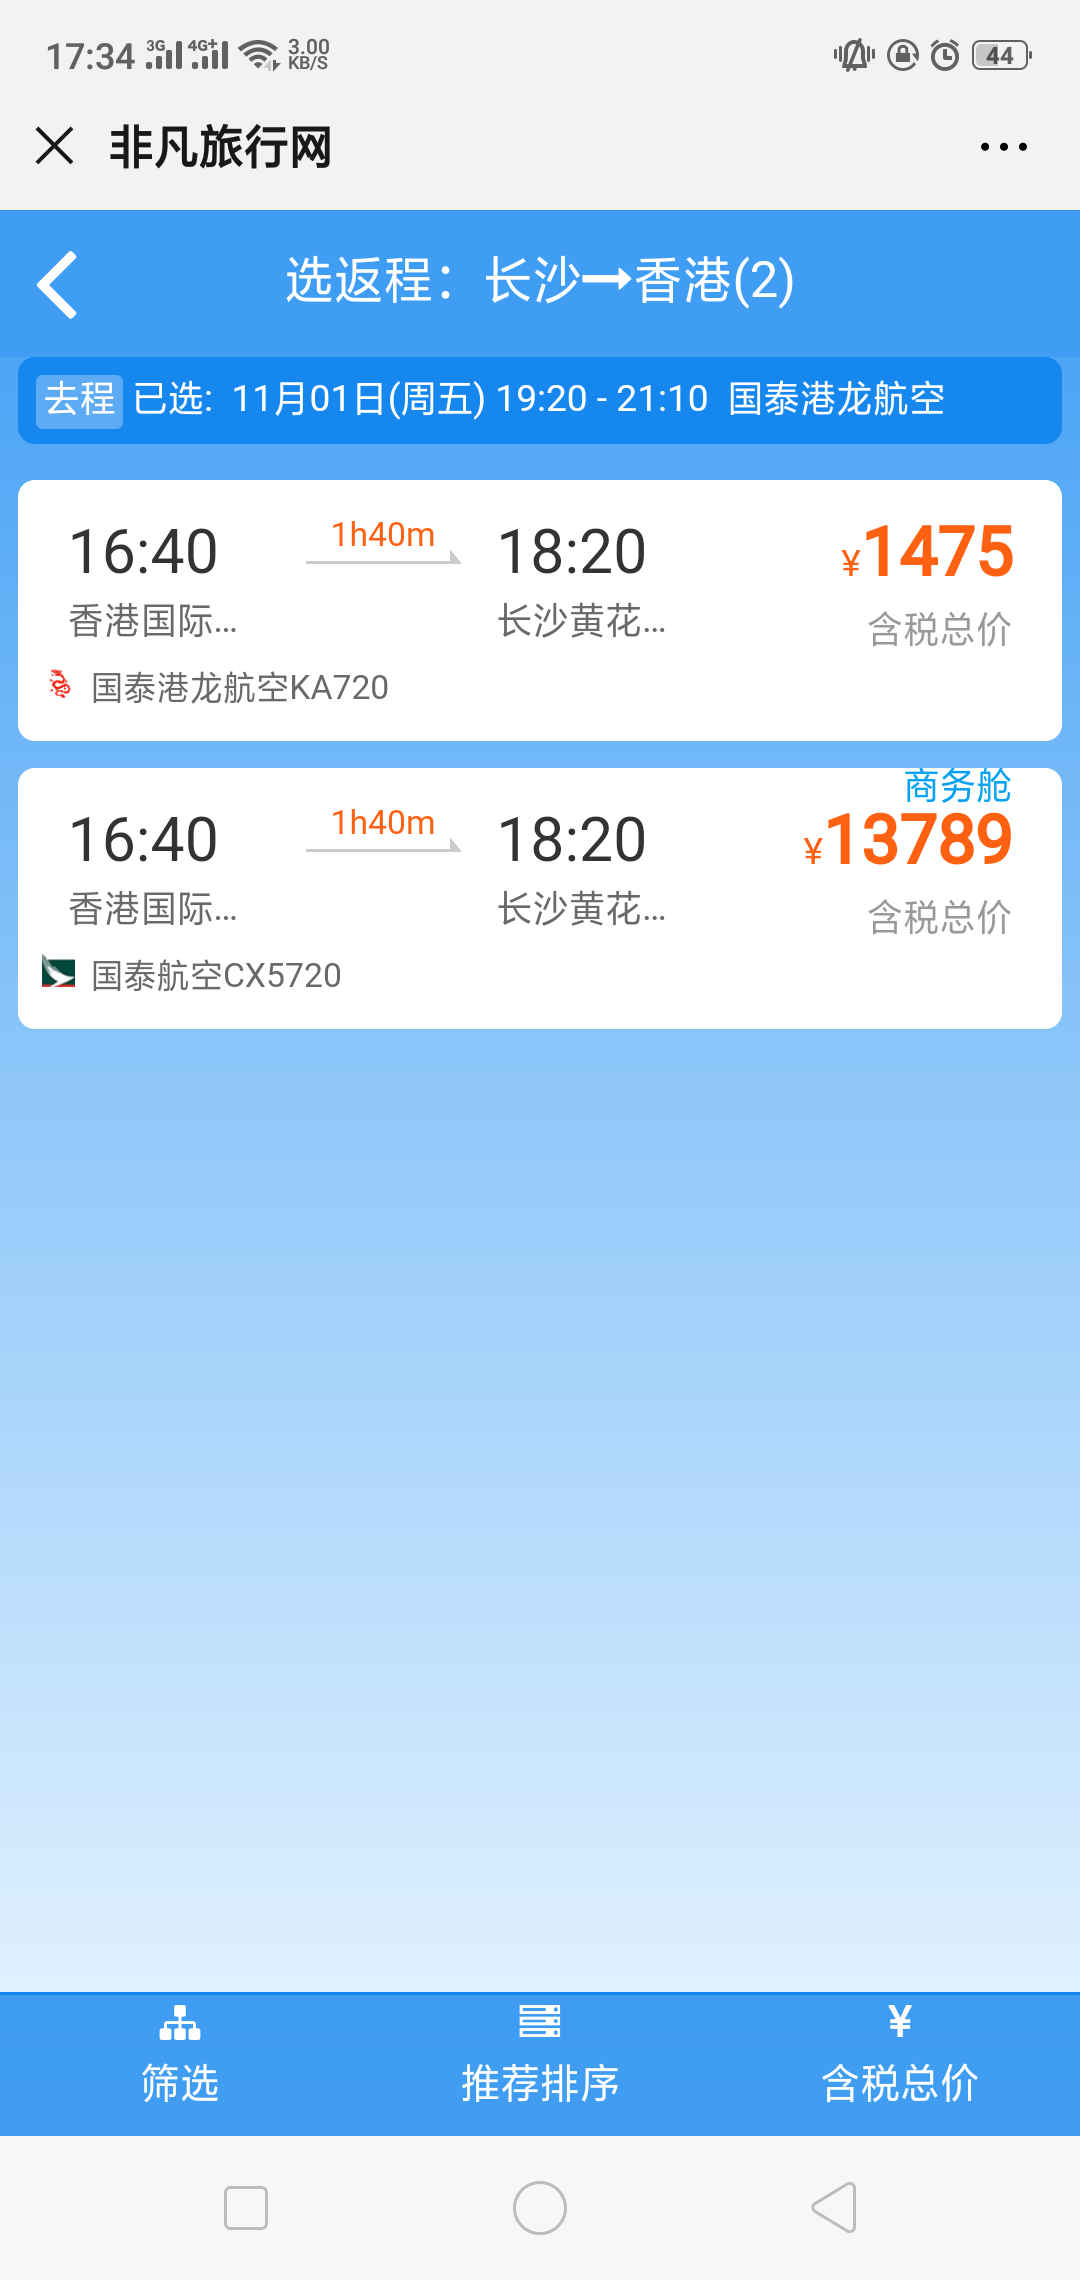 17:34 3G 4G+ 3.00 KB/S 44
非凡旅行网
选返程：长沙→香港(2)
去程 已选: 11月01日(周五) 19:20 - 21:10 国泰港龙航空
16:40 1h40m 18:20 ¥1475
香港国际... 长沙黄花... 含税总价
国泰港龙航空KA720
商务舱
16:40 1h40m 18:20 ¥13789
香港国际... 长沙黄花... 含税总价
国泰航空CX5720
¥
筛选 推荐排序 含税总价